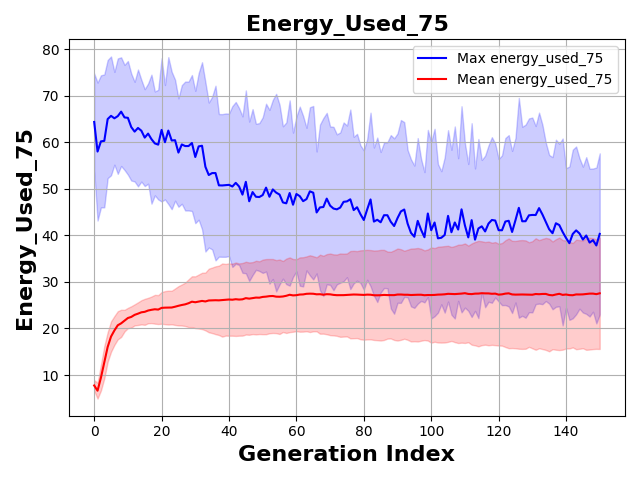 Energy_Used_75
Max energy_used_75
Mean energy_used_75
Energy_Used_75
80
70
60
50
40
30
20
10
0 20 40 60 80 100 120 140
Generation Index